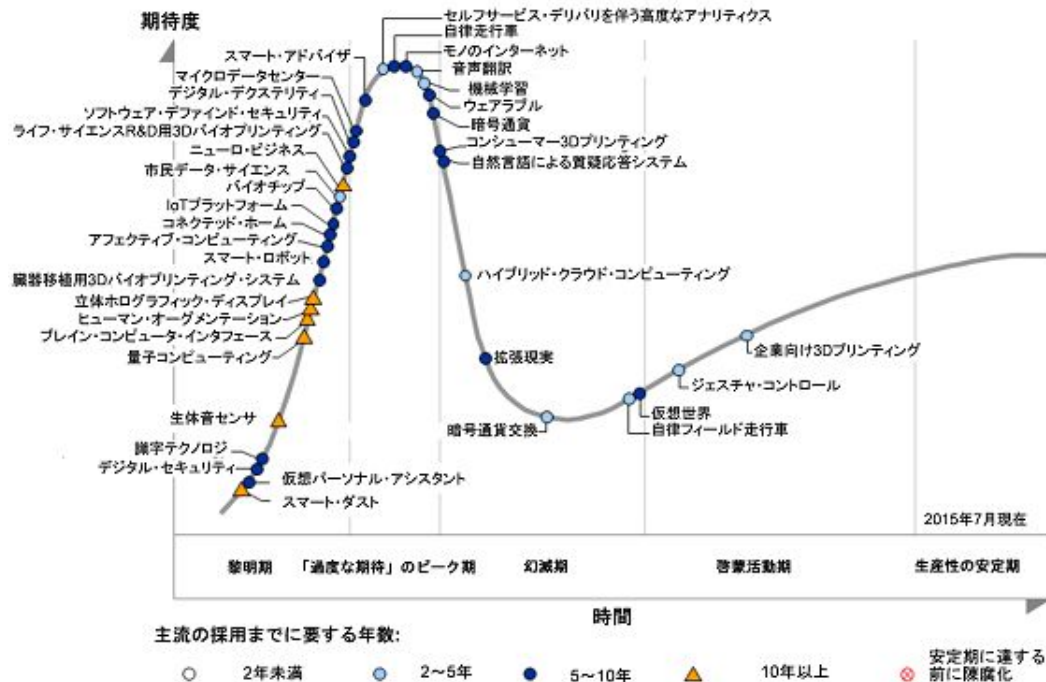 期待度
セルフサービス・デリバリを伴う高度なアナリティクス
自律走行車
モノのインターネット
音声翻訳
機械学習
ウェアラブル
暗号通貨
コンシューマー3Dプリンティング
自然言語による質疑応答システム
スマート・アドバイザ
マイクロデータセンター
デジタル・デクステリティ
ソフトウェア・デファインド・セキュリティ
ライフ・サイエンスR&D用3Dバイオプリンティング
ニューロ・ビジネス
市民データ・サイエンス
バイオチップ
IoTプラットフォーム
コネクテッド・ホーム
アフェクティブ・コンピューティング
スマート・ロボット
臓器移植用3Dバイオプリンティング・システム
立体ホログラフィック・ディスプレイ
ヒューマン・オーグメンテーション
ブレイン・コンピュータ・インタフェース
量子コンピューティング
生体音センサ
識字テクノロジ
デジタル・セキュリティ
仮想パーソナル・アシスタント
スマート・ダスト
ハイブリッド・クラウド・コンピューティング
拡張現実
暗号通貨交換
企業向け3Dプリンティング
ジェスチャ・コントロール
仮想世界
自律フィールド走行車
2015年7月現在
黎明期
「過度な期待」のピーク期
幻滅期
啓蒙活動期
生産性の安定期
時間
主流の採用までに要する年数:
2年未満
2～5年
5～10年
10年以上
安定期に達する
前に陳腐化